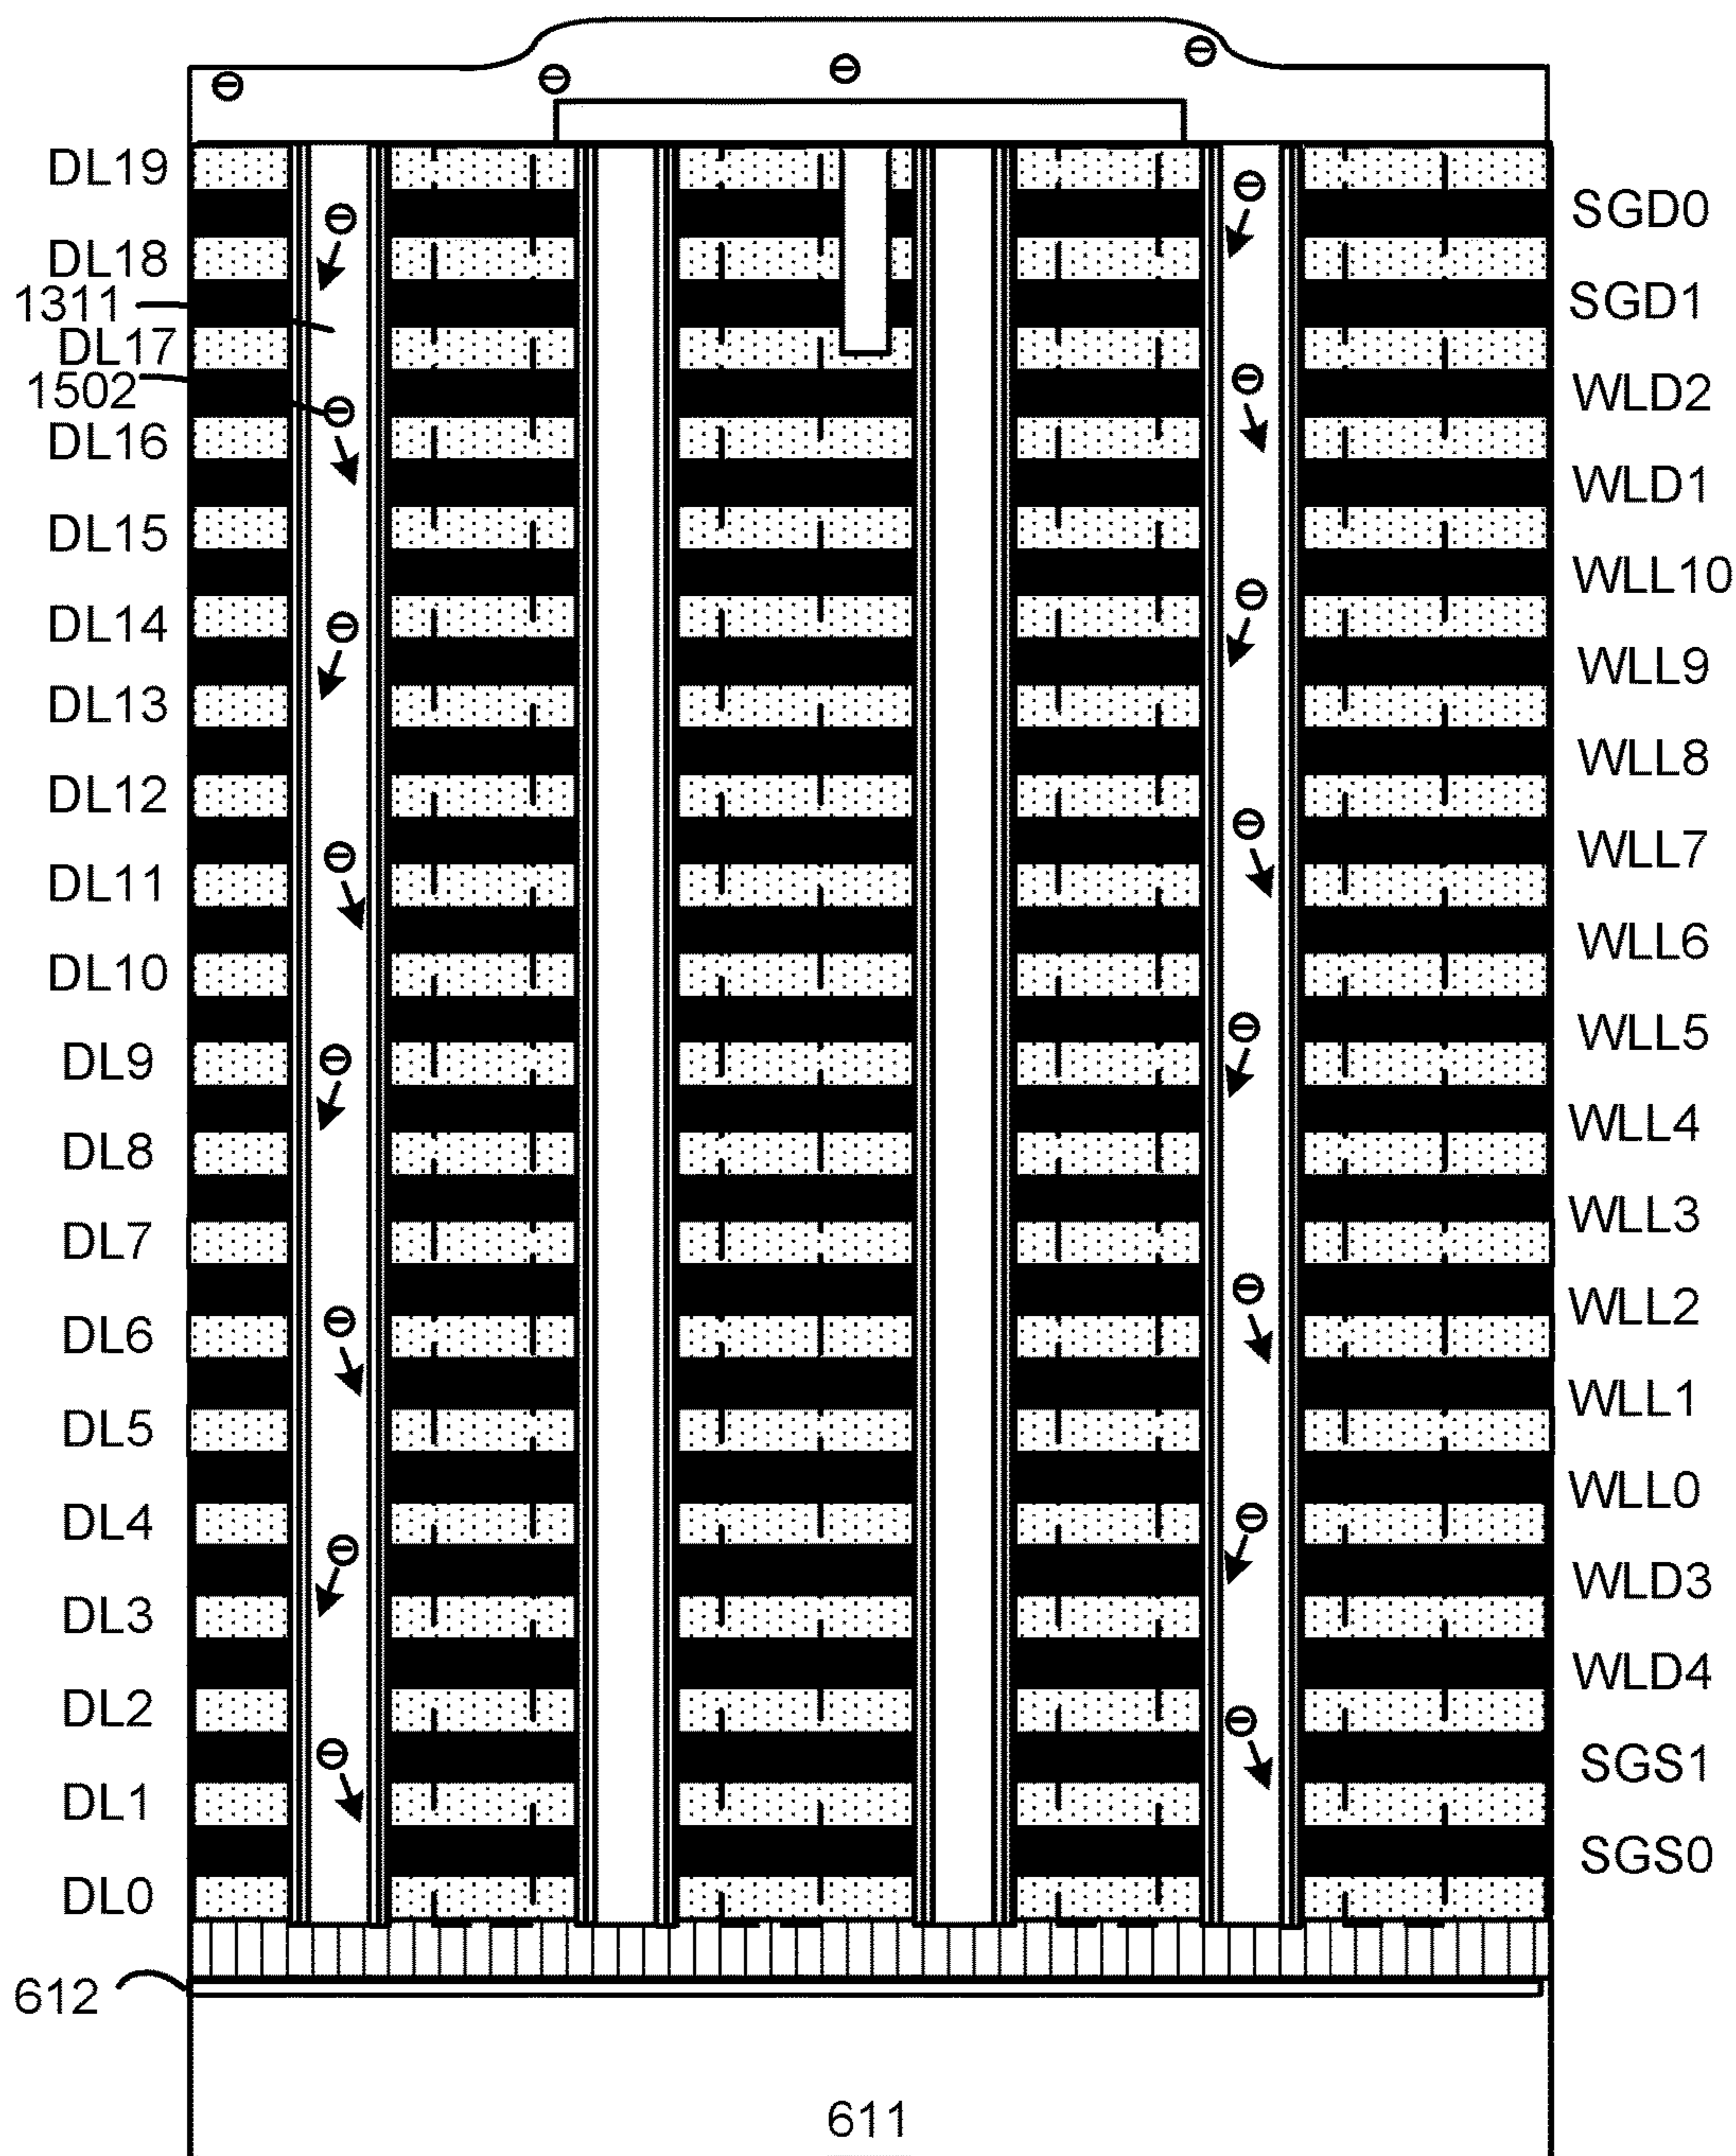 DL19
SGD0
DL18
SGD1
1311
DL17
1502
WLD2
DL16
WLD1
DL15
WLL10
DL14
WLL9
DL13
WLL8
DL12
WLL7
DL11
WLL6
DL10
WLL5
DL9
WLL4
DL8
WLL3
DL7
WLL2
DL6
WLL1
DL5
WLL0
DL4
WLD3
DL3
WLD4
DL2
SGS1
DL1
SGS0
DL0
612
611